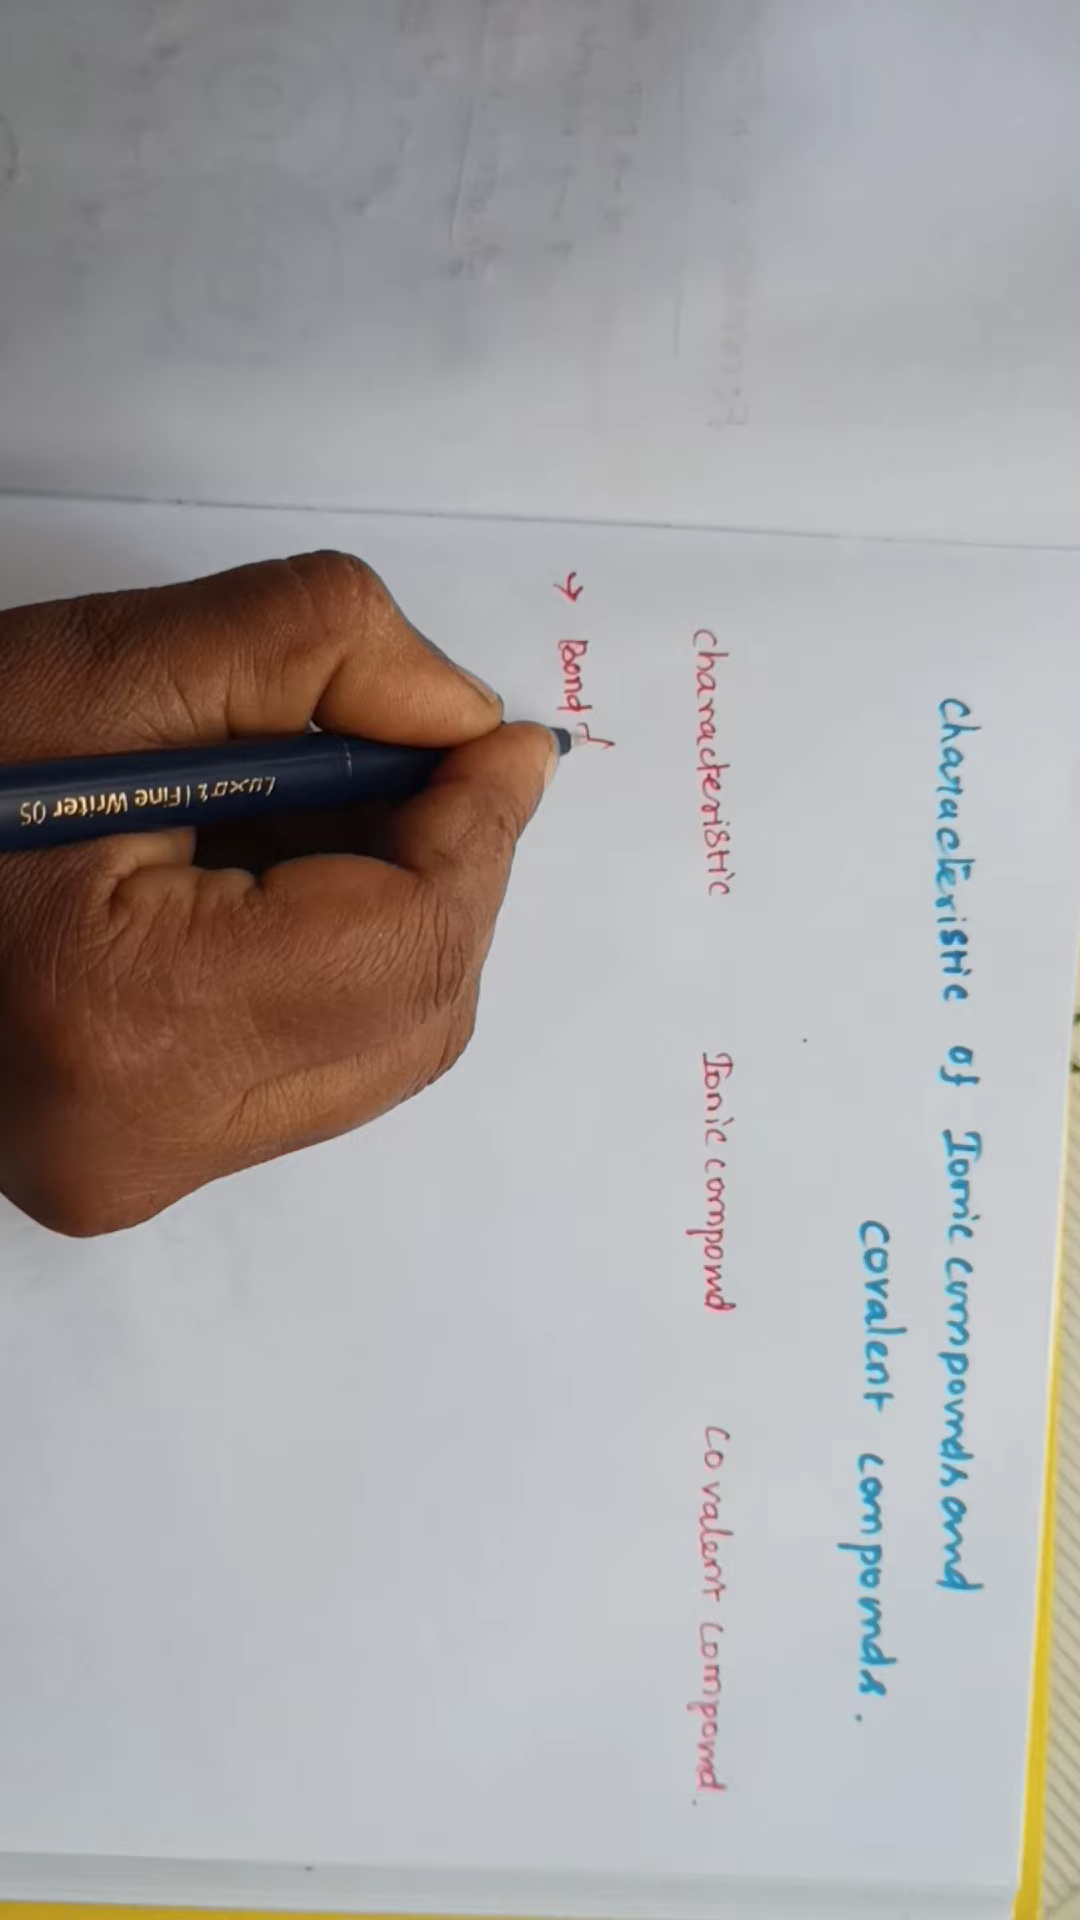 characteristic of Ionic compounds and
covalent compounds.
characteristic Ionic compond covalent compond.
→ Bond f
Luxor | Fine Writer 05